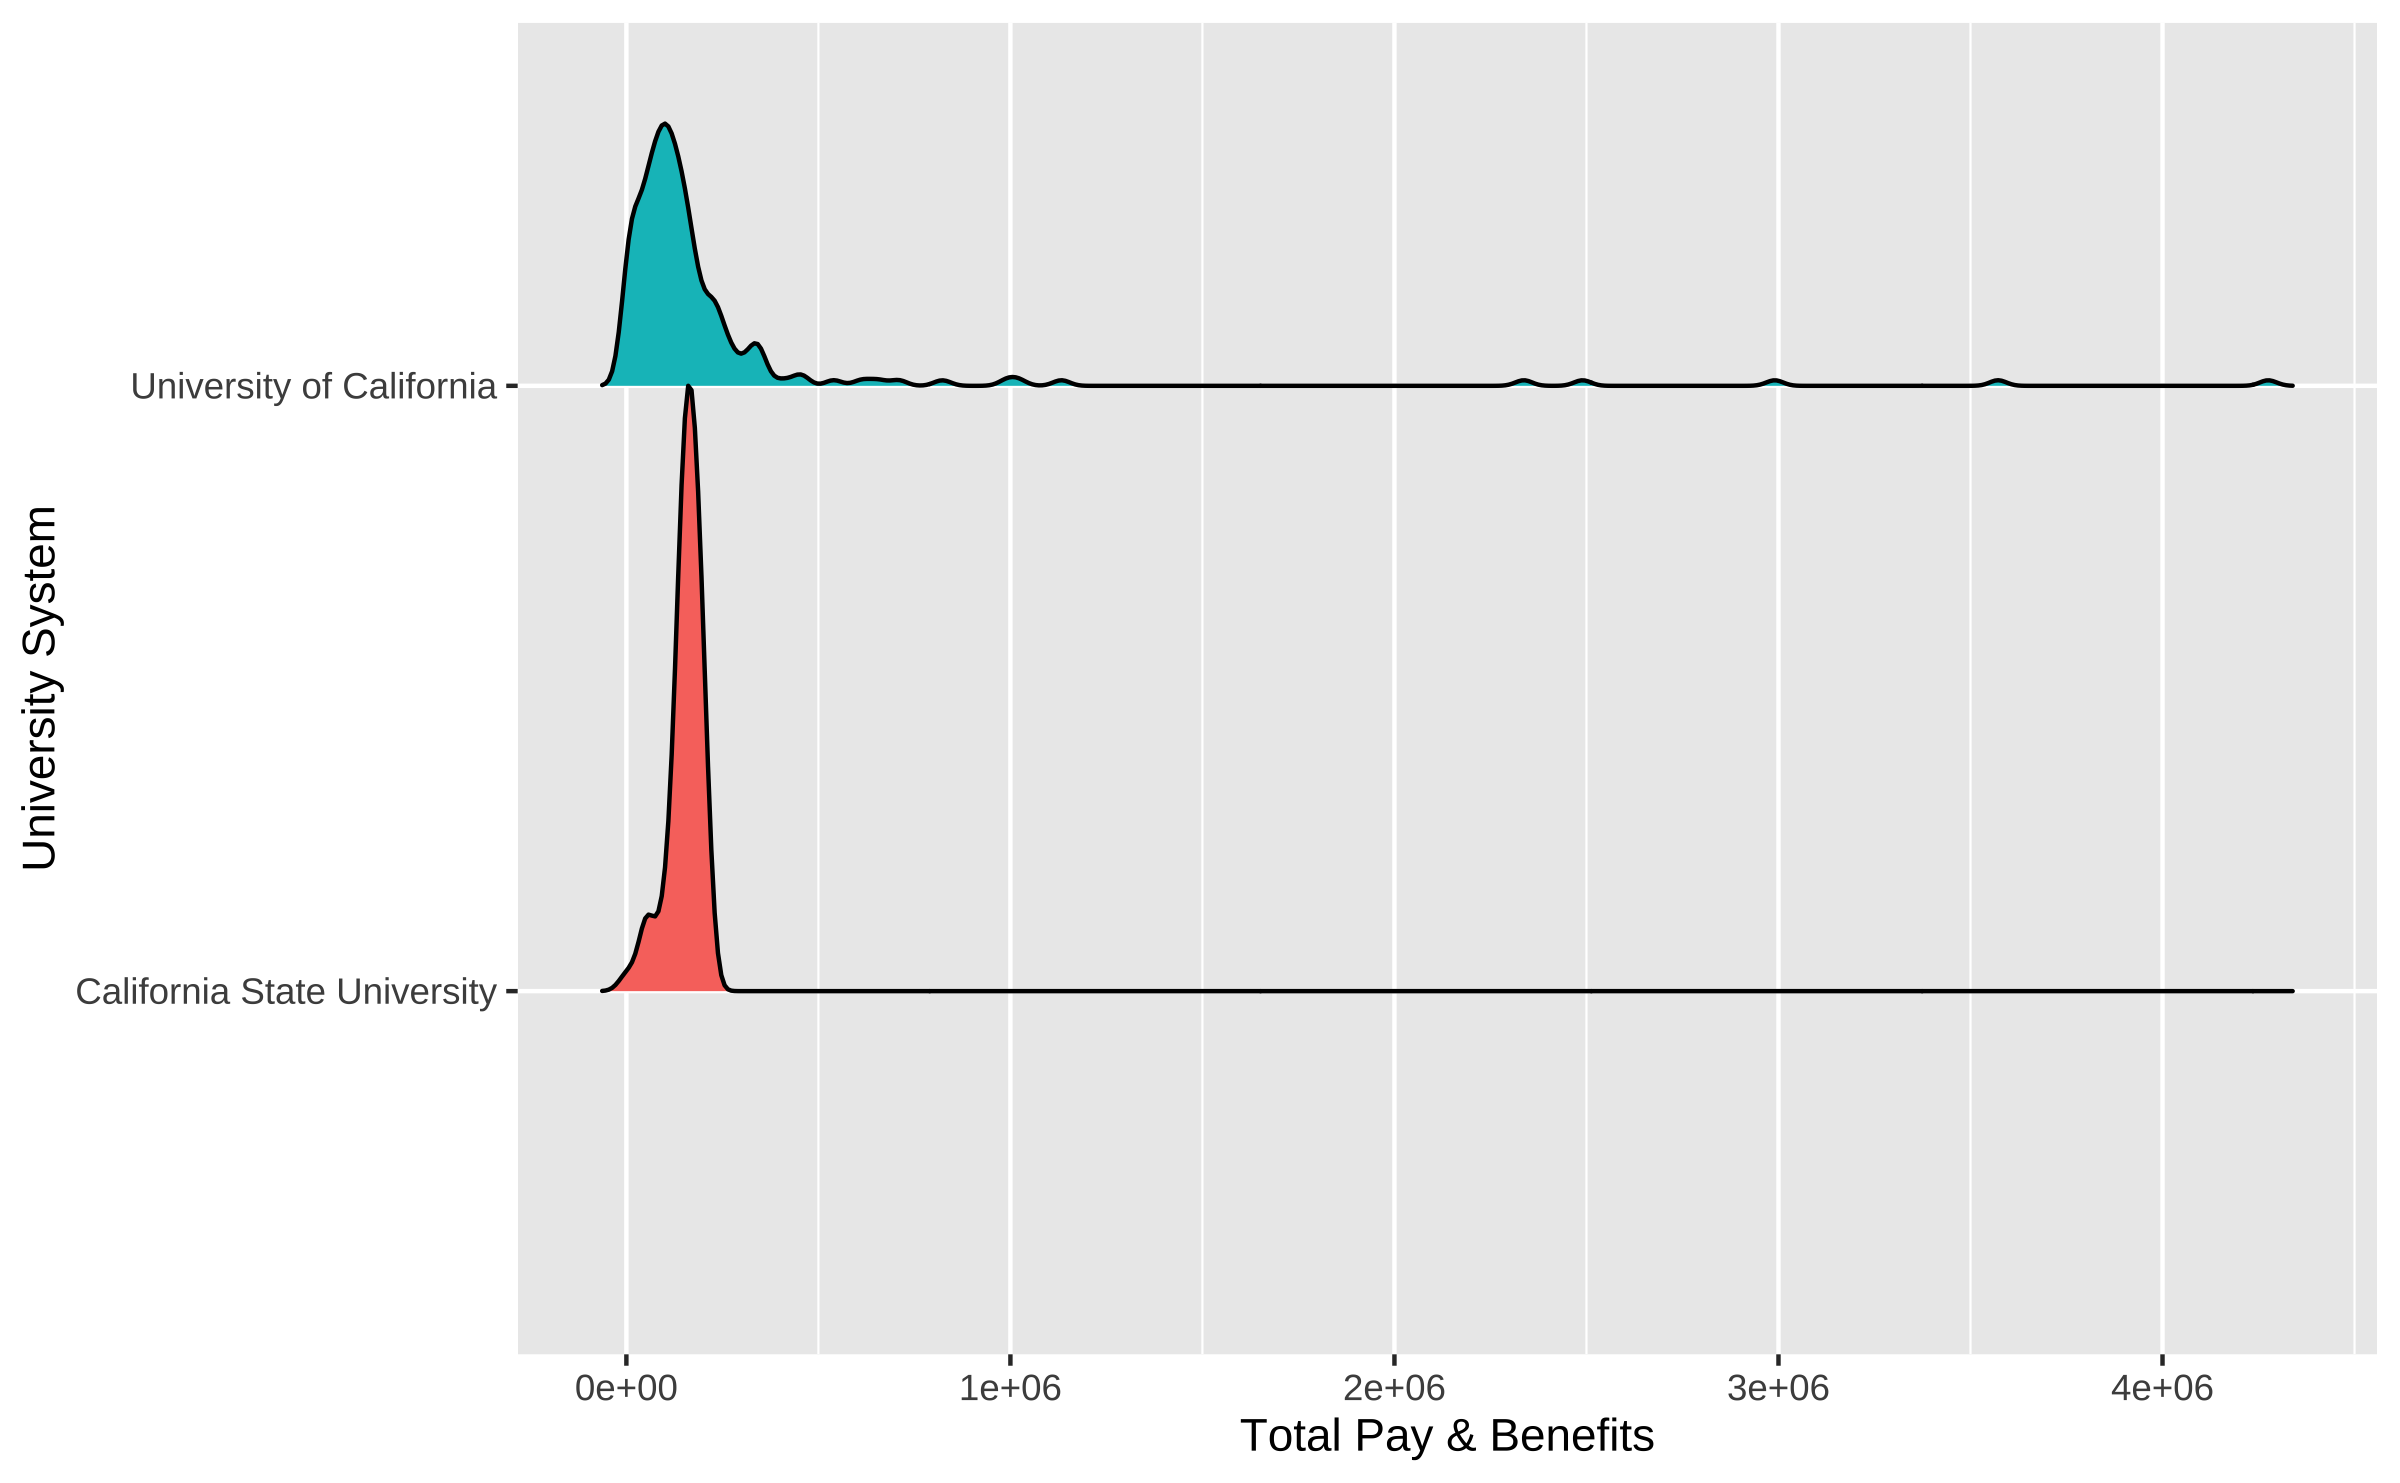 University System
University of California
California State University
0e+00 1e+06 2e+06 3e+06 4e+06
Total Pay & Benefits